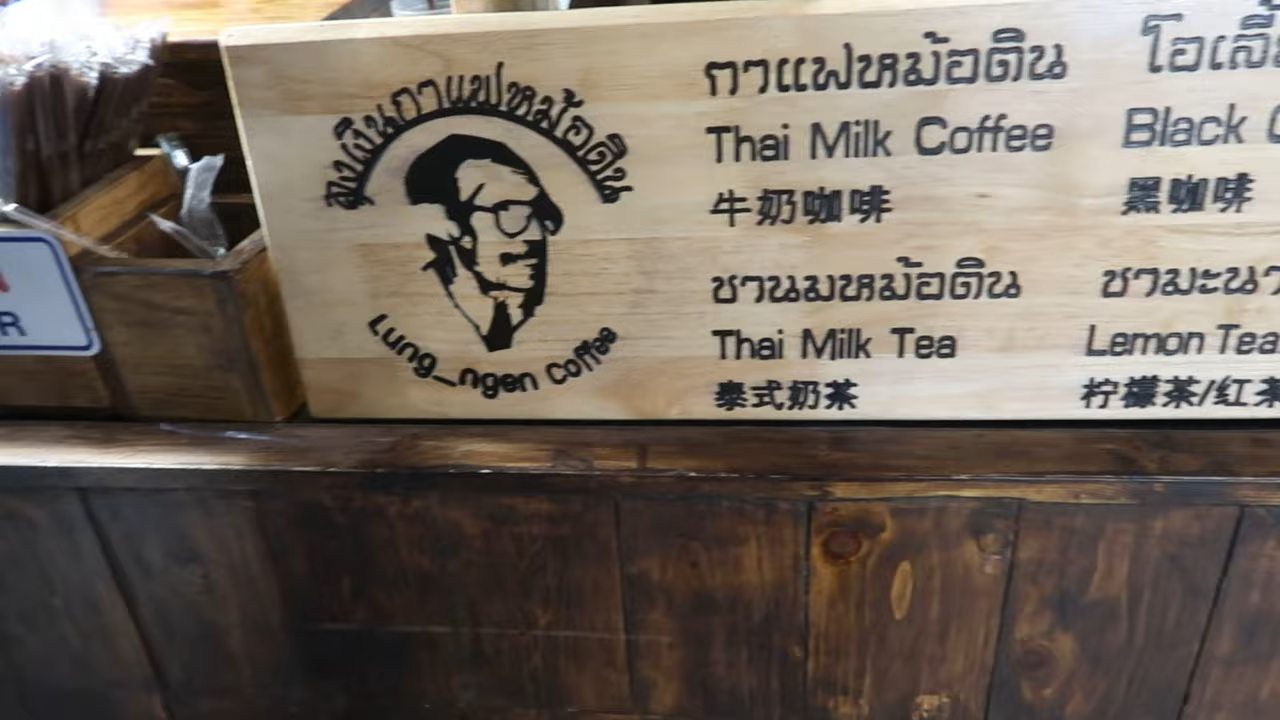 ลุงเงินกาแฟหม้อดิน
Lung_ngen Coffee
กาแฟหม้อดิน
Thai Milk Coffee
牛奶咖啡
ชานมหม้อดิน
Thai Milk Tea
泰式奶茶
Black
黑咖啡
Lemon Tea
柠檬茶/红茶
R